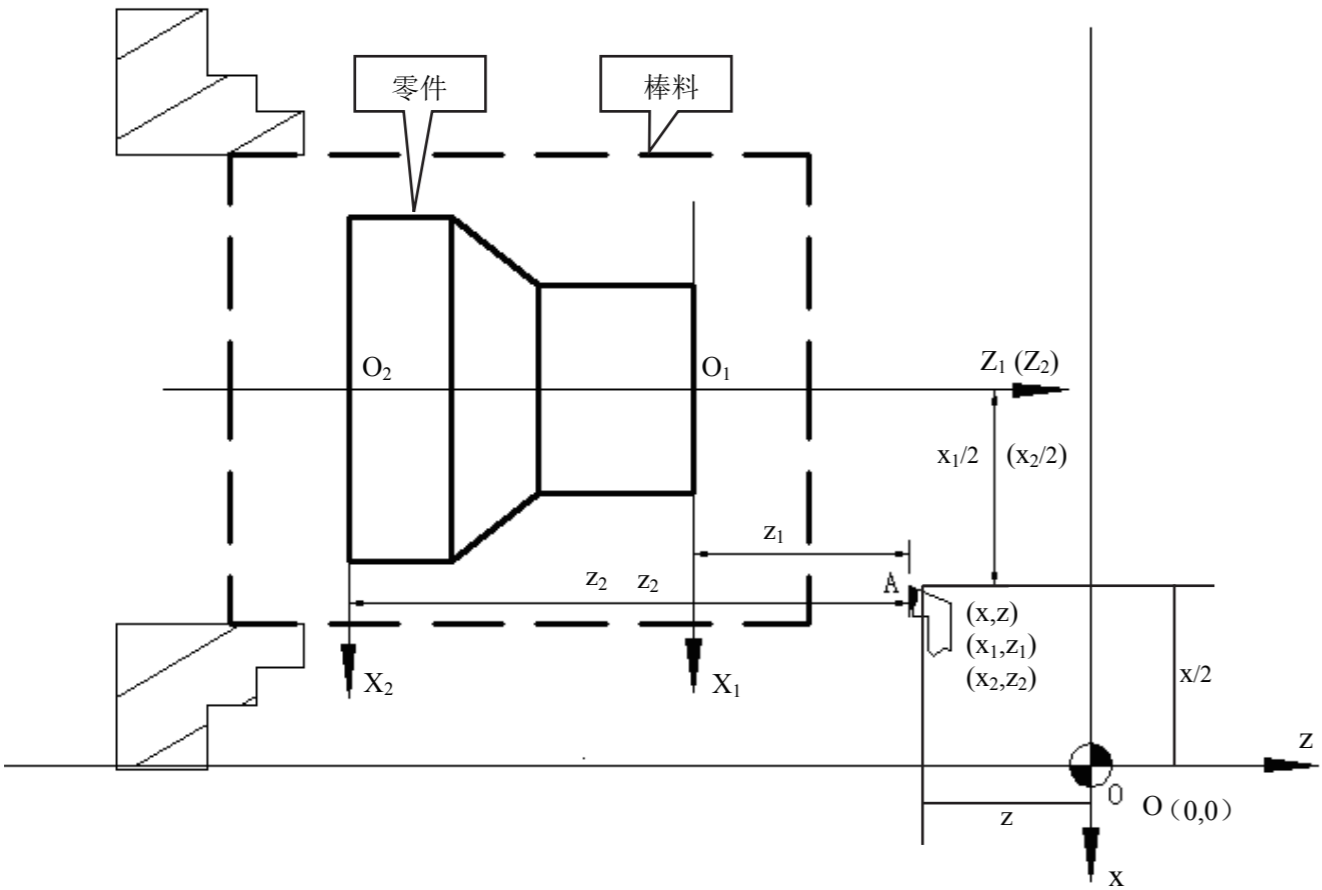 零件
棒料
O₂
O₁
Z₁ (Z₂)
x₁/2 (x₂/2)
z₁
z₂ z₂
A
(x,z)
(x₁,z₁)
(x₂,z₂)
x/2
X₂
X₁
z
O
O（0,0）
z
x